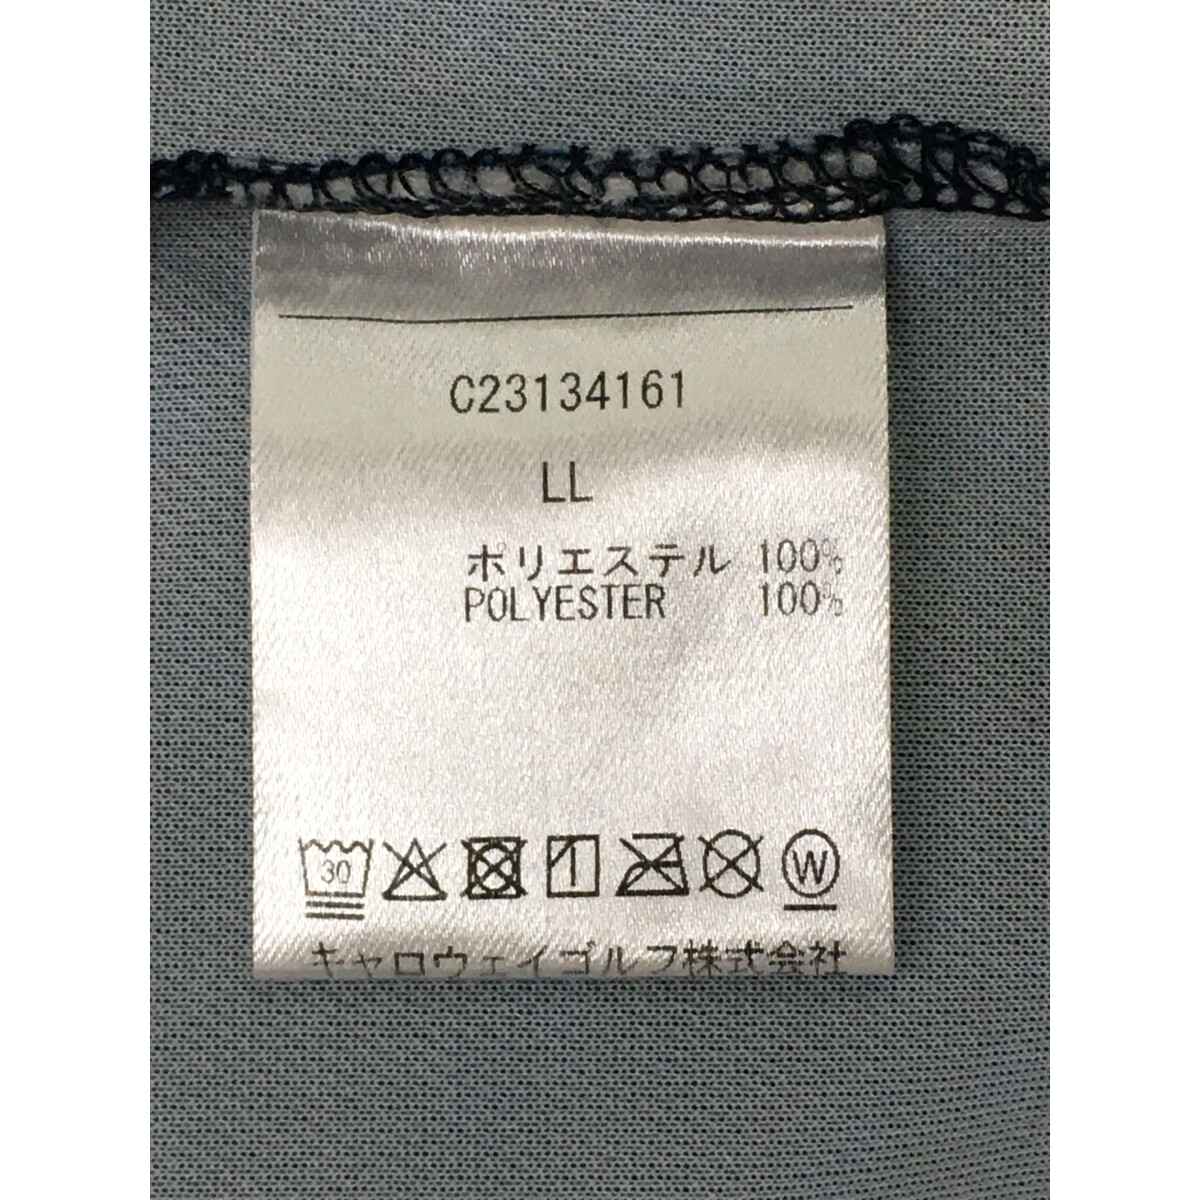 C23134161
LL
ポリエステル 100%
POLYESTER 100%
30 W
キャロウェイゴルフ株式会社